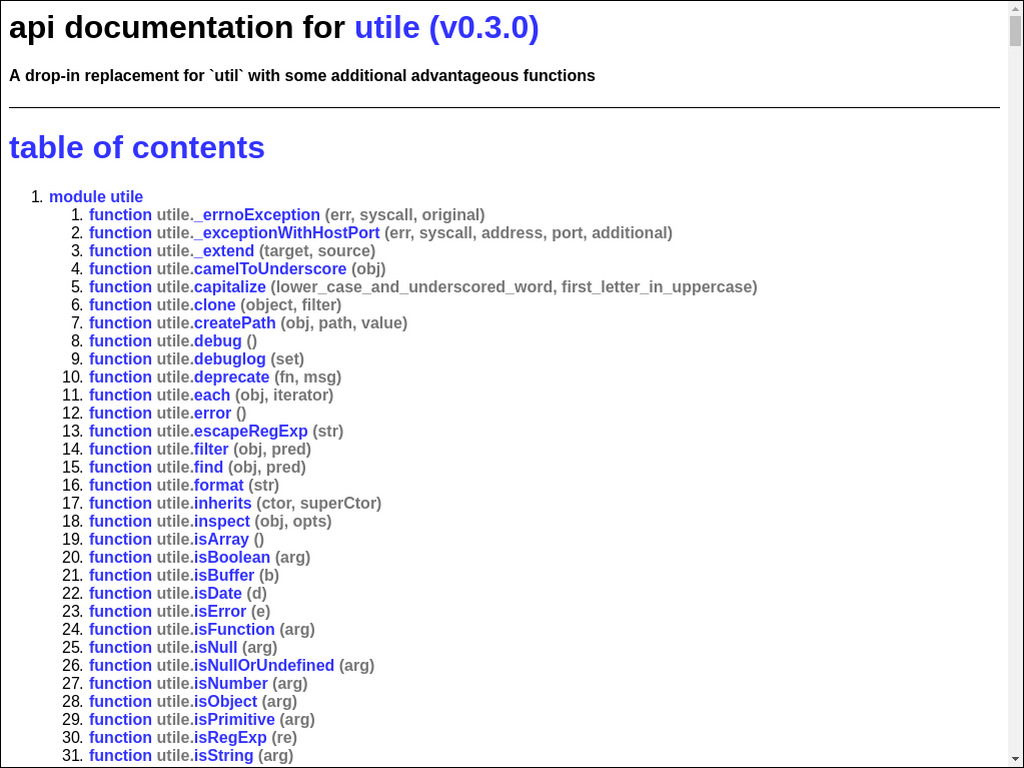 api documentation for utile (v0.3.0)
A drop-in replacement for `util` with some additional advantageous functions
table of contents
1. module utile
1. function utile._errnoException (err, syscall, original)
2. function utile._exceptionWithHostPort (err, syscall, address, port, additional)
3. function utile._extend (target, source)
4. function utile.camelToUnderscore (obj)
5. function utile.capitalize (lower_case_and_underscored_word, first_letter_in_uppercase)
6. function utile.clone (object, filter)
7. function utile.createPath (obj, path, value)
8. function utile.debug ()
9. function utile.debuglog (set)
10. function utile.deprecate (fn, msg)
11. function utile.each (obj, iterator)
12. function utile.error ()
13. function utile.escapeRegExp (str)
14. function utile.filter (obj, pred)
15. function utile.find (obj, pred)
16. function utile.format (str)
17. function utile.inherits (ctor, superCtor)
18. function utile.inspect (obj, opts)
19. function utile.isArray ()
20. function utile.isBoolean (arg)
21. function utile.isBuffer (b)
22. function utile.isDate (d)
23. function utile.isError (e)
24. function utile.isFunction (arg)
25. function utile.isNull (arg)
26. function utile.isNullOrUndefined (arg)
27. function utile.isNumber (arg)
28. function utile.isObject (arg)
29. function utile.isPrimitive (arg)
30. function utile.isRegExp (re)
31. function utile.isString (arg)